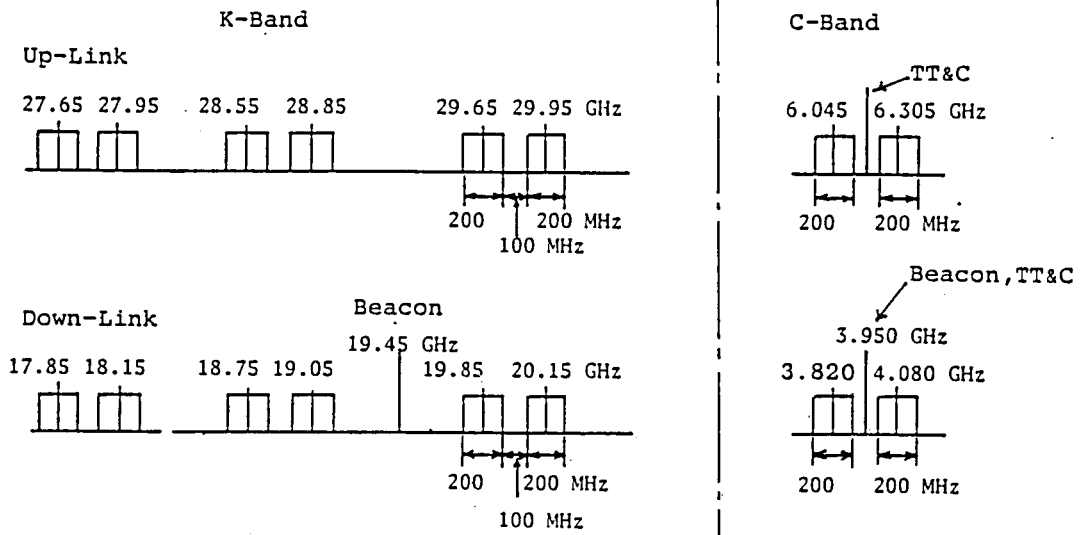 K-Band
C-Band
Up-Link
TT&C
27.65 27.95 28.55 28.85 29.65 29.95 GHz
6.045 6.305 GHz
200 200 MHz
100 MHz
200 200 MHz
Down-Link
Beacon
19.45 GHz
Beacon,TT&C
3.950 GHz
17.85 18.15 18.75 19.05 19.85 20.15 GHz
3.820 4.080 GHz
200 200 MHz
100 MHz
200 200 MHz